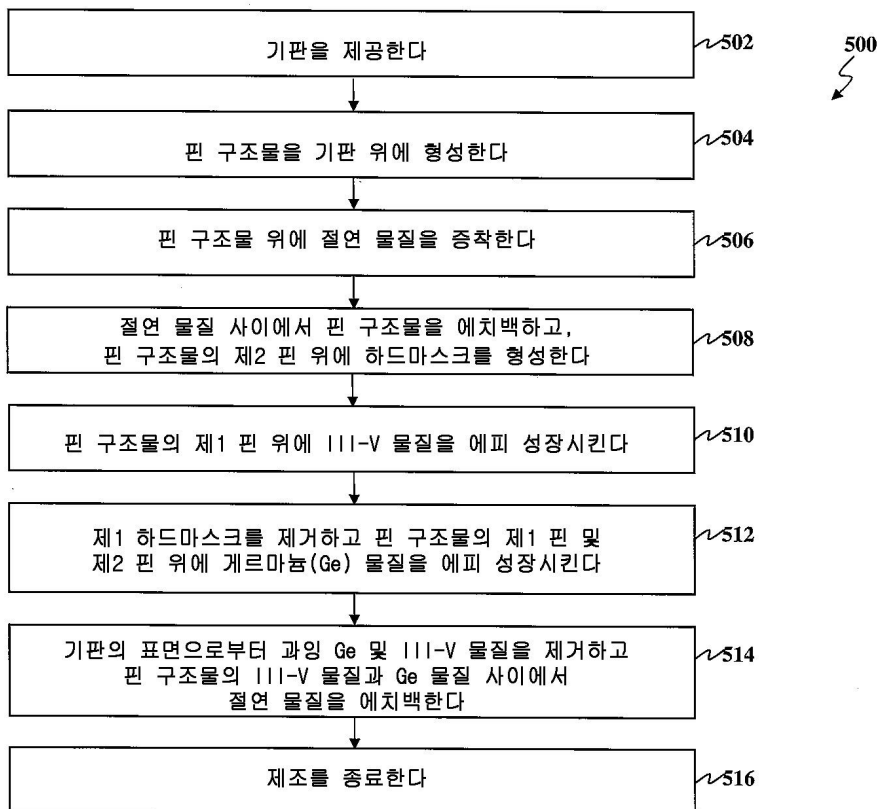 500
기판을 제공한다 502
핀 구조물을 기판 위에 형성한다 504
핀 구조물 위에 절연 물질을 증착한다 506
절연 물질 사이에서 핀 구조물을 에치백하고,
핀 구조물의 제2 핀 위에 하드마스크를 형성한다 508
핀 구조물의 제1 핀 위에 III-V 물질을 에피 성장시킨다 510
제1 하드마스크를 제거하고 핀 구조물의 제1 핀 및
제2 핀 위에 게르마늄(Ge) 물질을 에피 성장시킨다 512
기판의 표면으로부터 과잉 Ge 및 III-V 물질을 제거하고
핀 구조물의 III-V 물질과 Ge 물질 사이에서
절연 물질을 에치백한다 514
제조를 종료한다 516